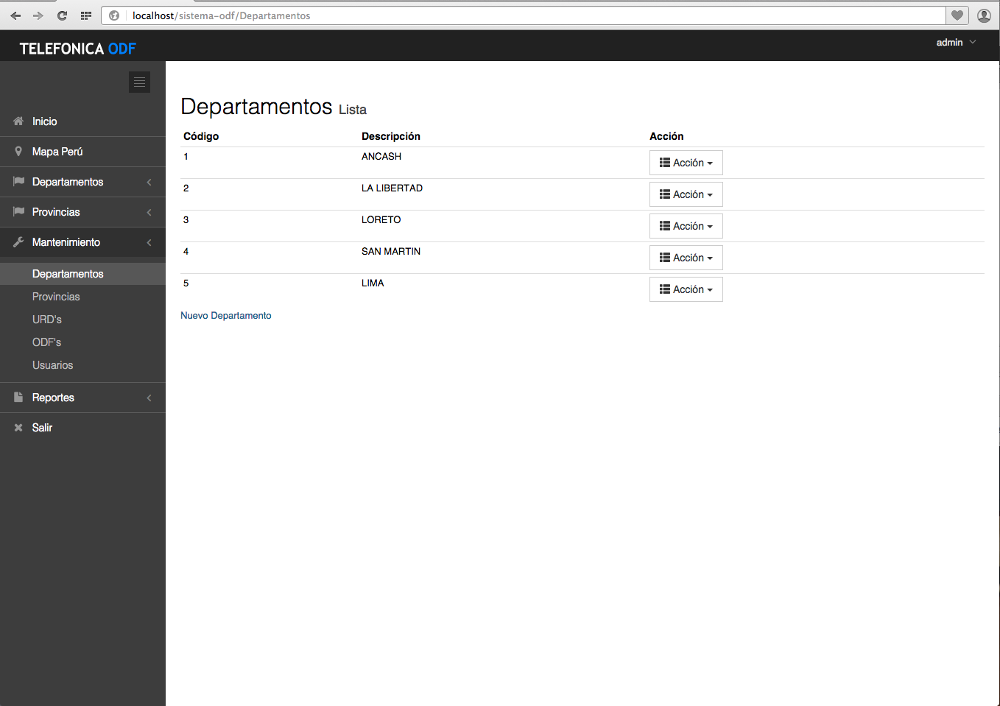 localhost/sistema-odf/Departamentos
TELEFONICA ODF
admin
Inicio
Mapa Perú
Departamentos
Provincias
Mantenimiento
Departamentos
Provincias
URD's
ODF's
Usuarios
Reportes
Salir
Departamentos Lista
Código Descripción Acción
1 ANCASH Acción
2 LA LIBERTAD Acción
3 LORETO Acción
4 SAN MARTIN Acción
5 LIMA Acción
Nuevo Departamento